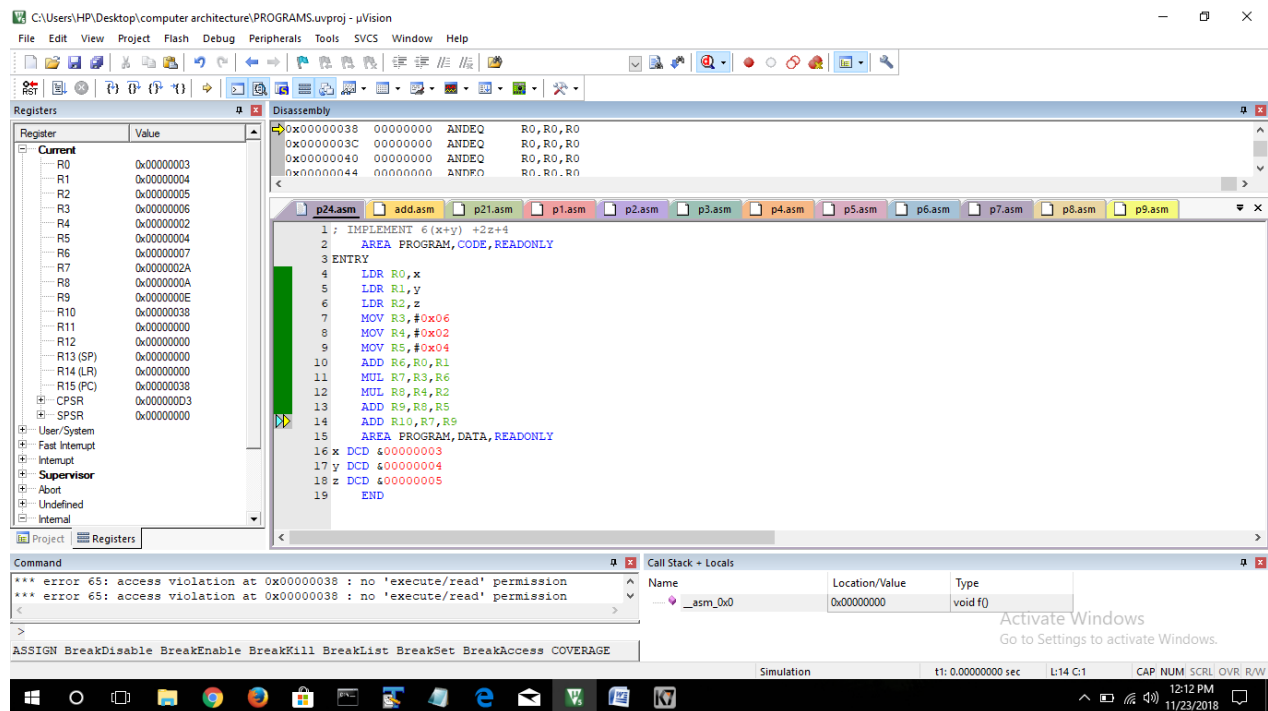 C:\Users\HP\Desktop\computer architecture\PROGRAMS.uvproj - µVision
File Edit View Project Flash Debug Peripherals Tools SVCS Window Help
Registers
Register Value
Current
R0 0x00000003
R1 0x00000004
R2 0x00000005
R3 0x00000006
R4 0x00000002
R5 0x00000004
R6 0x00000007
R7 0x0000002A
R8 0x0000000A
R9 0x0000000E
R10 0x00000038
R11 0x00000000
R12 0x00000000
R13 (SP) 0x00000000
R14 (LR) 0x00000000
R15 (PC) 0x00000038
CPSR 0x000000D3
SPSR 0x00000000
User/System
Fast Interrupt
Interrupt
Supervisor
Abort
Undefined
Internal
Project Registers
Disassembly
0x00000038 00000000 ANDEQ R0,R0,R0
0x0000003C 00000000 ANDEQ R0,R0,R0
0x00000040 00000000 ANDEQ R0,R0,R0
0x00000044 00000000 ANDEQ R0,R0,R0
p24.asm add.asm p21.asm p1.asm p2.asm p3.asm p4.asm p5.asm p6.asm p7.asm p8.asm p9.asm
1 ; IMPLEMENT 6(x+y) +2z+4
2 AREA PROGRAM,CODE,READONLY
3 ENTRY
4 LDR R0,x
5 LDR R1,y
6 LDR R2,z
7 MOV R3,#0x06
8 MOV R4,#0x02
9 MOV R5,#0x04
10 ADD R6,R0,R1
11 MUL R7,R3,R6
12 MUL R8,R4,R2
13 ADD R9,R8,R5
14 ADD R10,R7,R9
15 AREA PROGRAM,DATA,READONLY
16 x DCD &00000003
17 y DCD &00000004
18 z DCD &00000005
19 END
Command
*** error 65: access violation at 0x00000038 : no 'execute/read' permission
*** error 65: access violation at 0x00000038 : no 'execute/read' permission
>
ASSIGN BreakDisable BreakEnable BreakKill BreakList BreakSet BreakAccess COVERAGE
Call Stack + Locals
Name Location/Value Type
__asm_0x0 0x00000000 void f()
Activate Windows
Go to Settings to activate Windows.
Simulation t1: 0.00000000 sec L:14 C:1 CAP NUM SCRL OVR R/W
12:12 PM
11/23/2018